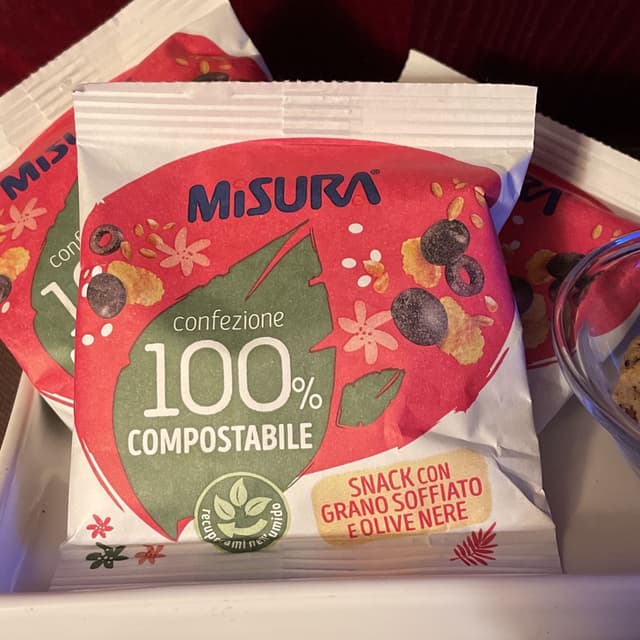 MiSURA
confezione
100%
COMPOSTABILE
recuperami nell'umido
SNACK CON
GRANO SOFFIATO
E OLIVE NERE